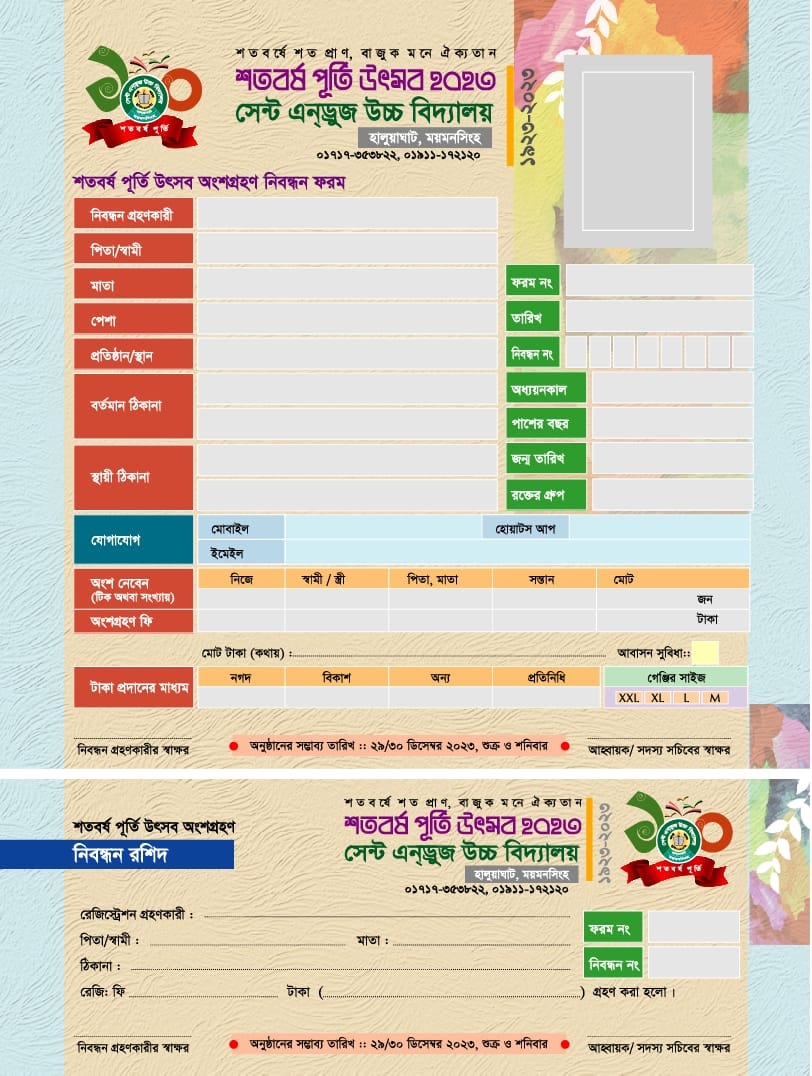 শতবর্ষে শত প্রাণ, বাজুক মনে ঐক্যতান
শতবর্ষ পূর্তি উৎসব ২০২৩
সেন্ট এন্ড্রুজ উচ্চ বিদ্যালয়
হালুয়াঘাট, ময়মনসিংহ
০১৭১৭-৩৫৩৮২২, ০১৯১১-১৭২১২০
১৯২৩-২০২৩
শতবর্ষ পূর্তি
শতবর্ষ পূর্তি উৎসব অংশগ্রহণ নিবন্ধন ফরম
নিবন্ধন গ্রহণকারী
পিতা/স্বামী
মাতা
ফরম নং
পেশা
তারিখ
প্রতিষ্ঠান/স্থান
নিবন্ধন নং
বর্তমান ঠিকানা
অধ্যয়নকাল
পাশের বছর
স্থায়ী ঠিকানা
জন্ম তারিখ
রক্তের গ্রুপ
যোগাযোগ
মোবাইল
হোয়াটস আপ
ইমেইল
অংশ নেবেন
(টিক অথবা সংখ্যায়)
নিজে
স্বামী / স্ত্রী
পিতা, মাতা
সন্তান
মোট
জন
অংশগ্রহণ ফি
টাকা
মোট টাকা (কথায়) :
আবাসন সুবিধা::
টাকা প্রদানের মাধ্যম
নগদ
বিকাশ
অন্য
প্রতিনিধি
গেঞ্জির সাইজ
XXL XL L M
নিবন্ধন গ্রহণকারীর স্বাক্ষর
অনুষ্ঠানের সম্ভাব্য তারিখ :: ২৯/৩০ ডিসেম্বর ২০২৩, শুক্র ও শনিবার
আহ্বায়ক/ সদস্য সচিবের স্বাক্ষর
শতবর্ষ পূর্তি উৎসব অংশগ্রহণ
নিবন্ধন রশিদ
শতবর্ষে শত প্রাণ, বাজুক মনে ঐক্যতান
শতবর্ষ পূর্তি উৎসব ২০২৩
সেন্ট এন্ড্রুজ উচ্চ বিদ্যালয়
হালুয়াঘাট, ময়মনসিংহ
০১৭১৭-৩৫৩৮২২, ০১৯১১-১৭২১২০
১৯২৩-২০২৩
শতবর্ষ পূর্তি
রেজিস্ট্রেশন গ্রহণকারী :
ফরম নং
পিতা/স্বামী : মাতা :
ঠিকানা :
নিবন্ধন নং
রেজি: ফি টাকা ( ) গ্রহণ করা হলো ।
নিবন্ধন গ্রহণকারীর স্বাক্ষর
অনুষ্ঠানের সম্ভাব্য তারিখ :: ২৯/৩০ ডিসেম্বর ২০২৩, শুক্র ও শনিবার
আহ্বায়ক/ সদস্য সচিবের স্বাক্ষর